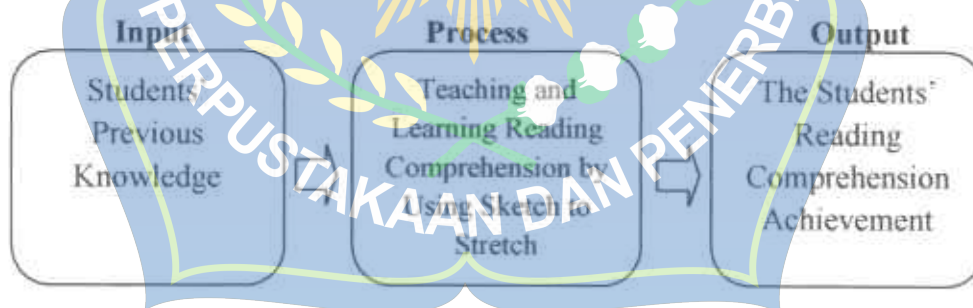 Input
Students'
Previous
Knowledge
Process
Teaching and
Learning Reading
Comprehension by
Using Sketch to
Stretch
Output
The Students'
Reading
Comprehension
Achievement
PERPUSTAKAAN DAN PENERB